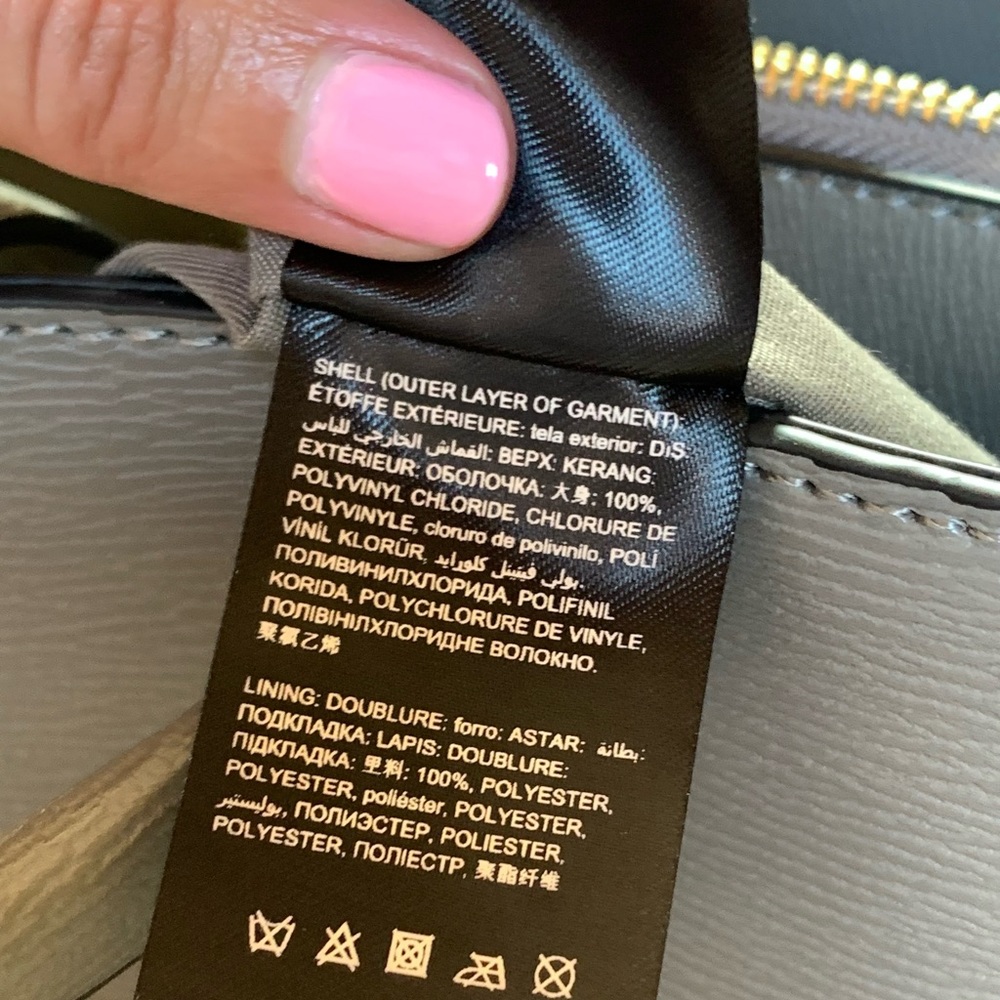 SHELL (OUTER LAYER OF GARMENT):
ÉTOFFE EXTÉRIEURE: tela exterior: DıS
القماش الخارجي للباس: ВЕРХ: KERANG:
EXTÉRIEUR: ОБОЛОЧКА: 大身: 100%,
POLYVINYL CHLORIDE, CHLORURE DE
POLYVINYLE, cloruro de polivinilo, POLİ
VİNİL KLORÜR, بولي فينيل كلورايد,
ПОЛИВИНИЛХЛОРИДА, POLIFINIL
KORIDA, POLYCHLORURE DE VINYLE,
ПОЛІВІНІЛХЛОРИДНЕ ВОЛОКНО.
聚氯乙烯
LINING: DOUBLURE: forro: ASTAR: بطانة:
ПОДКЛАДКА: LAPIS: DOUBLURE:
ПІДКЛАДКА: 里料: 100%, POLYESTER,
POLYESTER, poliéster, POLYESTER,
بوليستير, ПОЛИЭСТЕР, POLIESTER,
POLYESTER, ПОЛІЕСТР, 聚酯纤维